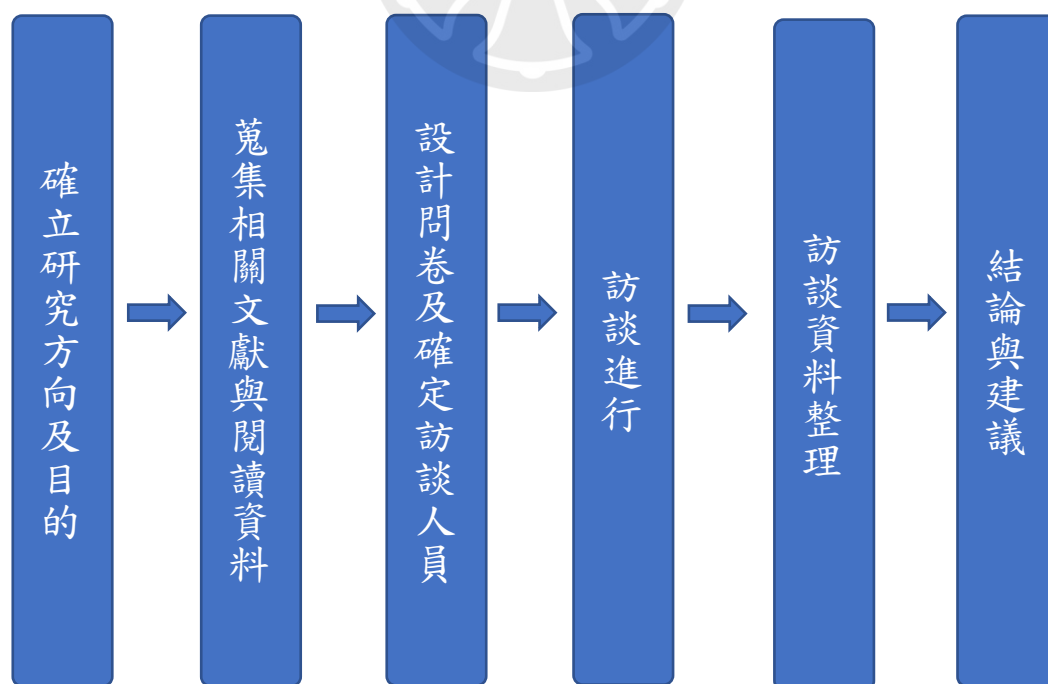 確立研究方向及目的
蒐集相關文獻與閱讀資料
設計問卷及確定訪談人員
訪談進行
訪談資料整理
結論與建議